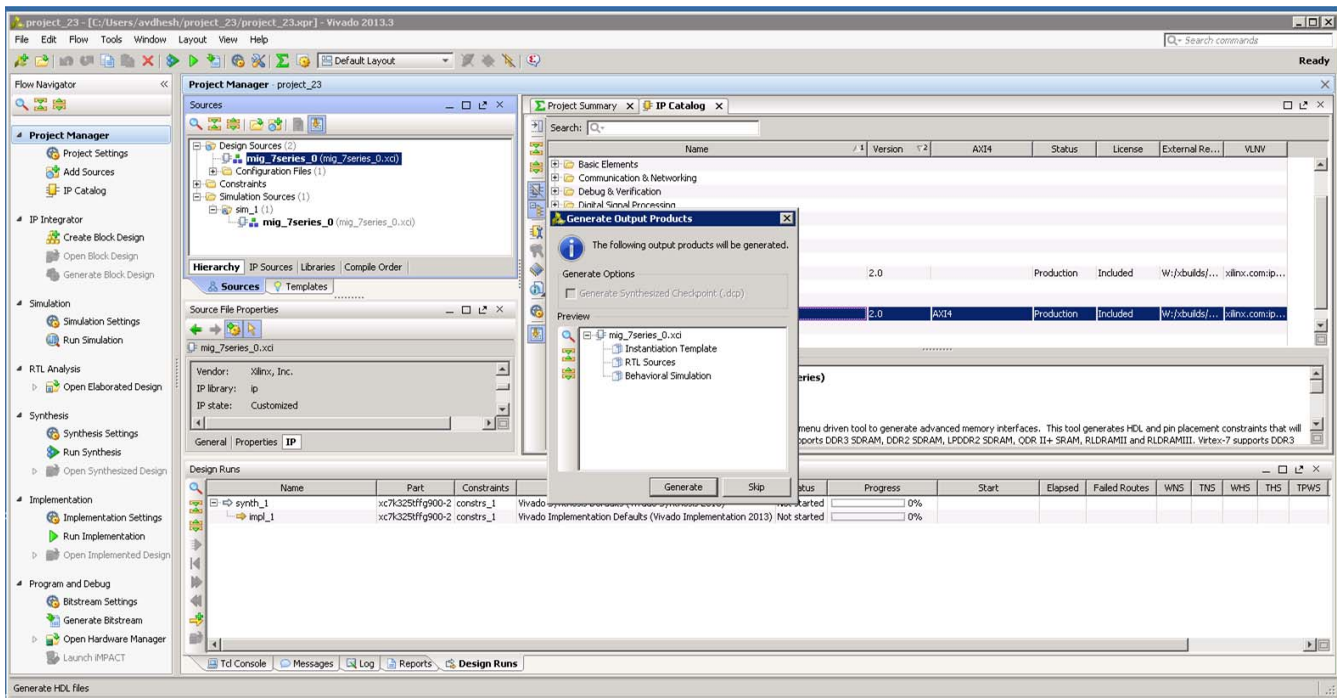 project_23 - [C:/Users/avdhesh/project_23/project_23.xpr] - Vivado 2013.3
File Edit Flow Tools Window Layout View Help
Q- Search commands
Default Layout
Ready
Flow Navigator
Project Manager
Project Settings
Add Sources
IP Catalog
IP Integrator
Create Block Design
Open Block Design
Generate Block Design
Simulation
Simulation Settings
Run Simulation
RTL Analysis
Open Elaborated Design
Synthesis
Synthesis Settings
Run Synthesis
Open Synthesized Design
Implementation
Implementation Settings
Run Implementation
Open Implemented Design
Program and Debug
Bitstream Settings
Generate Bitstream
Open Hardware Manager
Launch iMPACT
Project Manager - project_23
Sources
Design Sources (2)
mig_7series_0 (mig_7series_0.xci)
Configuration Files (1)
Constraints
Simulation Sources (1)
sim_1 (1)
mig_7series_0 (mig_7series_0.xci)
Hierarchy IP Sources Libraries Compile Order
Sources Templates
Source File Properties
mig_7series_0.xci
Vendor: Xilinx, Inc.
IP library: ip
IP state: Customized
General Properties IP
Project Summary IP Catalog
Search:
Name /1 Version 2 AXI4 Status License External Re... VLNV
Basic Elements
Communication & Networking
Debug & Verification
Digital Signal Processing
2.0 Production Included W:/xbuilds/... xilinx.com:ip...
2.0 AXI4 Production Included W:/xbuilds/... xilinx.com:ip...
eries)
menu driven tool to generate advanced memory interfaces. This tool generates HDL and pin placement constraints that will
pports DDR3 SDRAM, DDR2 SDRAM, LPDDR2 SDRAM, QDR II+ SRAM, RLDRAMII and RLDRAMIII. Virtex-7 supports DDR3
Generate Output Products
The following output products will be generated.
Generate Options
Generate Synthesized Checkpoint (.dcp)
Preview
mig_7series_0.xci
Instantiation Template
RTL Sources
Behavioral Simulation
Generate Skip
Design Runs
Name Part Constraints atus Progress Start Elapsed Failed Routes WNS TNS WHS THS TPWS
synth_1 xc7k325tffg900-2 constrs_1 Vivado Synthesis Defaults (Vivado Synthesis 2013) Not started 0%
impl_1 xc7k325tffg900-2 constrs_1 Vivado Implementation Defaults (Vivado Implementation 2013) Not started 0%
Tcl Console Messages Log Reports Design Runs
Generate HDL files